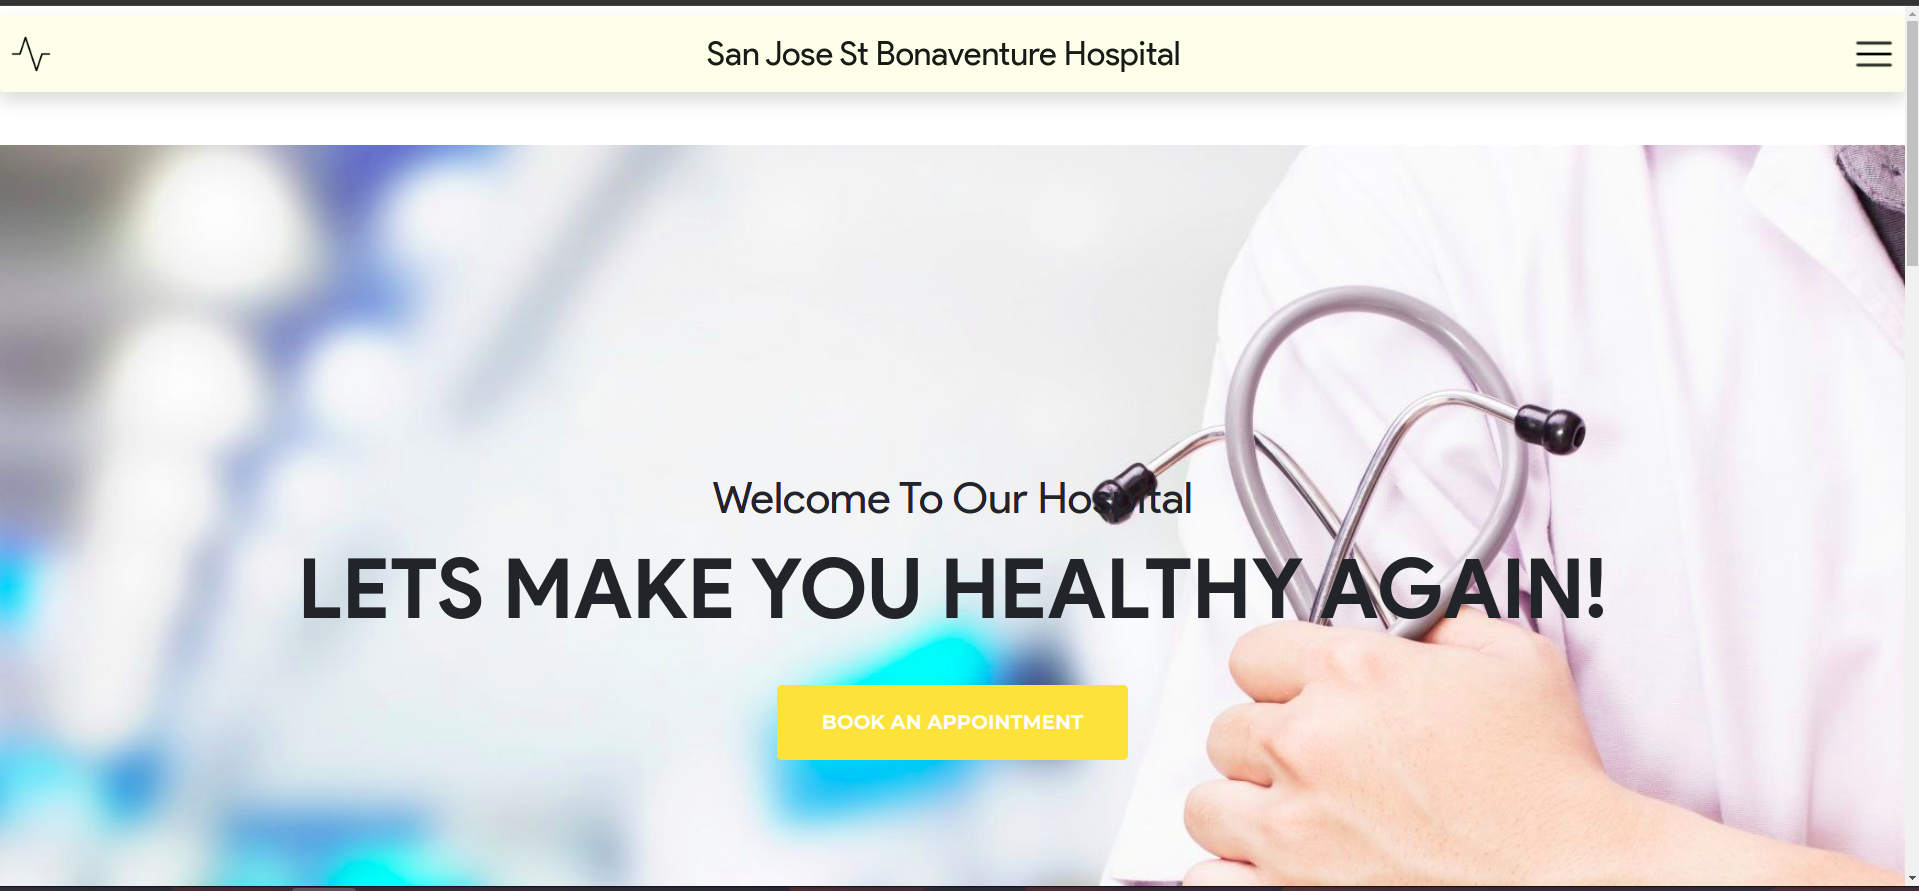 San Jose St Bonaventure Hospital
Welcome To Our Hospital
LETS MAKE YOU HEALTHY AGAIN!
BOOK AN APPOINTMENT